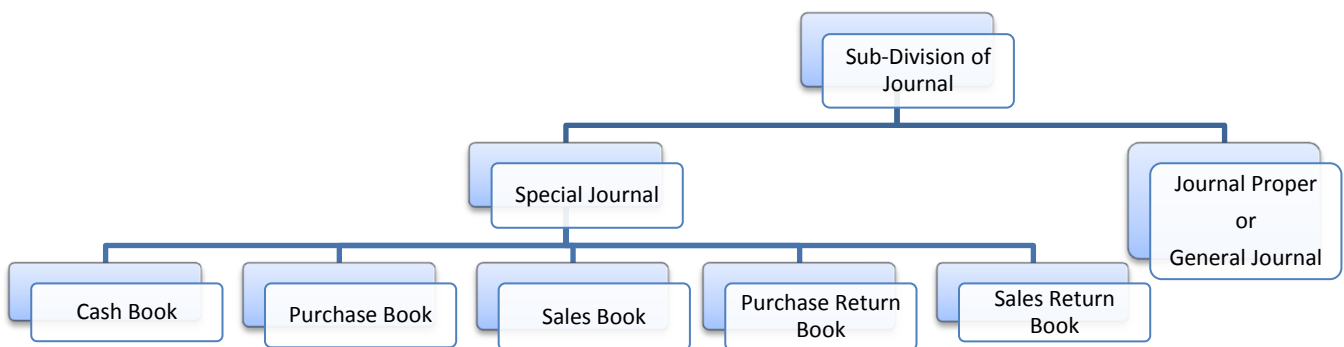 Sub-Division of
Journal
Special Journal
Journal Proper
or
General Journal
Cash Book
Purchase Book
Sales Book
Purchase Return
Book
Sales Return
Book